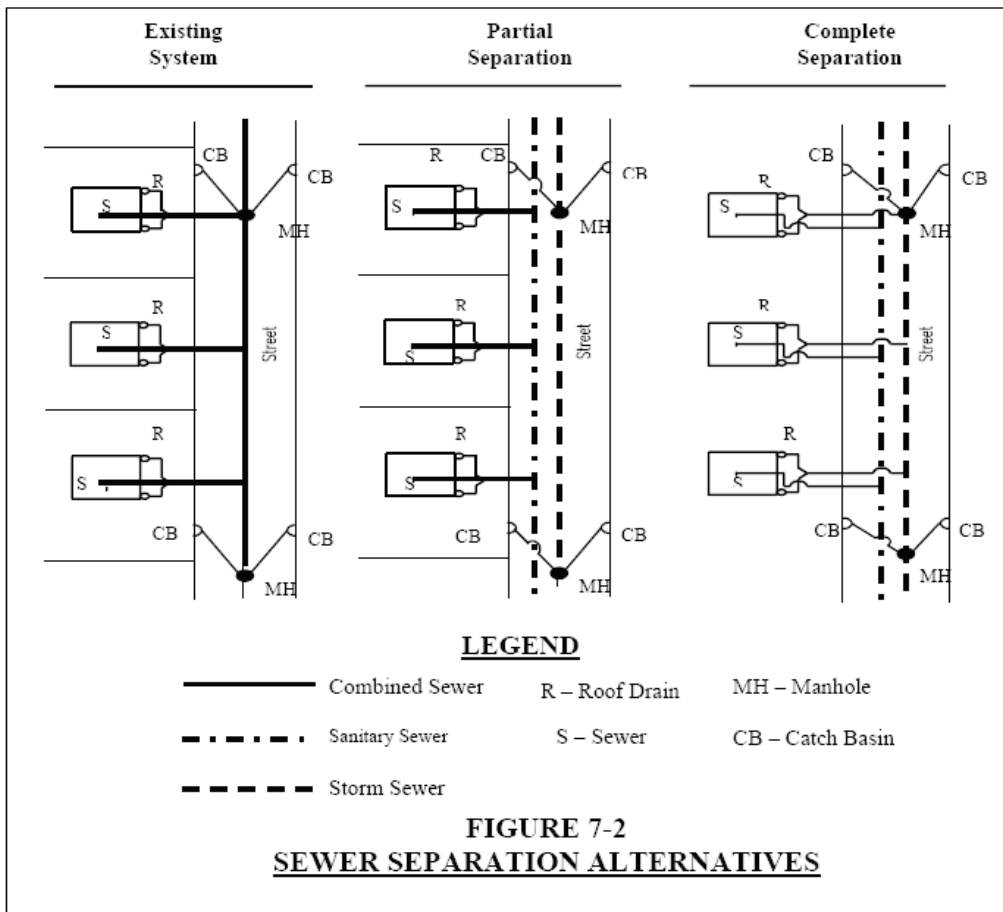 Existing
System
Partial
Separation
Complete
Separation
CB
CB
R
S
MH
R
S
Street
R
S
CB
CB
MH
R
CB
CB
S
MH
R
S
Street
R
S
CB
CB
MH
CB
CB
R
S
MH
R
S
Street
R
S
CB
CB
MH
LEGEND
Combined Sewer
R – Roof Drain
MH – Manhole
Sanitary Sewer
S – Sewer
CB – Catch Basin
Storm Sewer
FIGURE 7-2
SEWER SEPARATION ALTERNATIVES